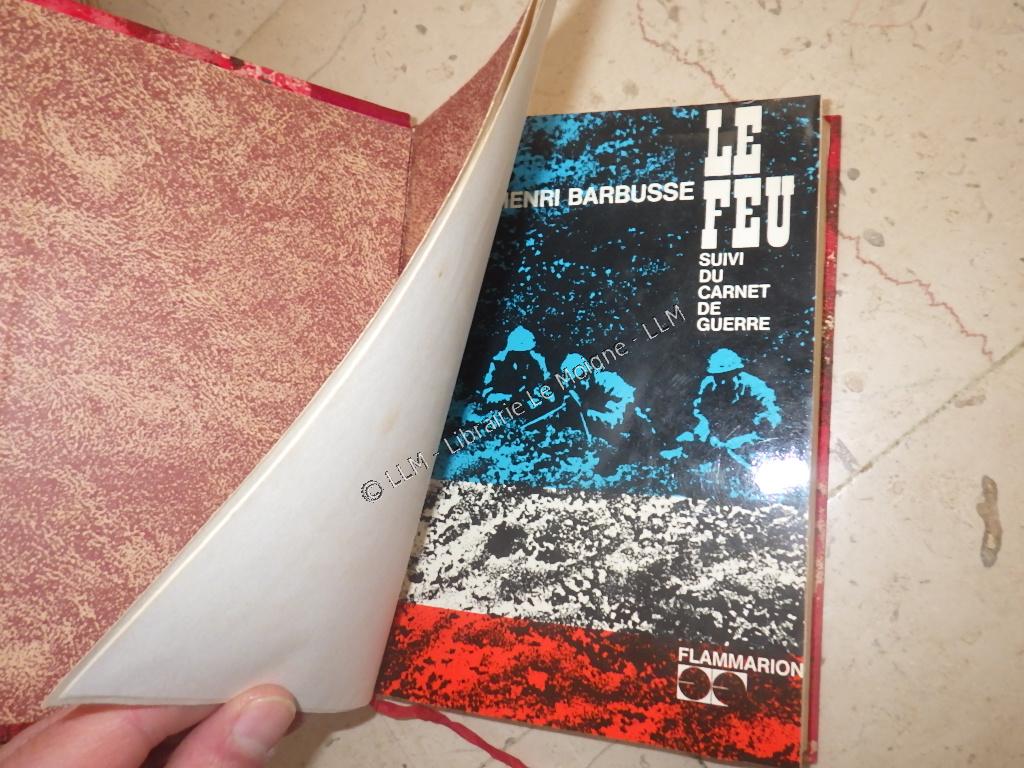 LE
FEU
HENRI BARBUSSE
SUIVI
DU
CARNET
DE
GUERRE
© LLM - Librairie Le Moigne - LLM
FLAMMARION